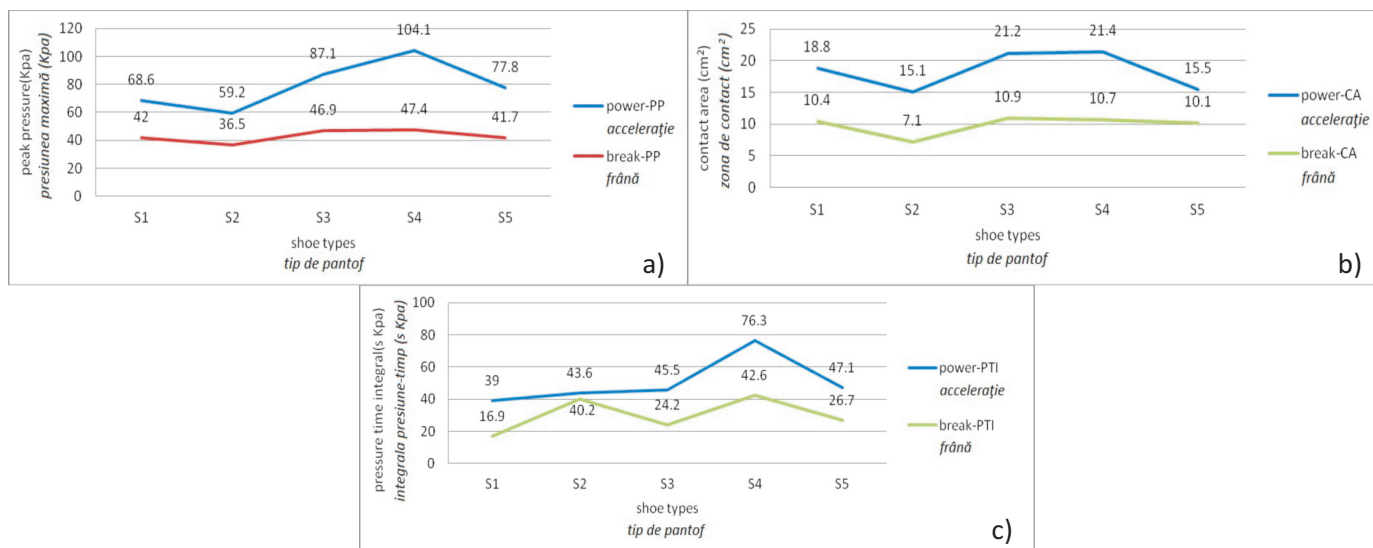 peak pressure(Kpa)
presiunea maximă (Kpa)
120
100
80
60
40
20
0
68.6
59.2
87.1
104.1
77.8
42
36.5
46.9
47.4
41.7
S1 S2 S3 S4 S5
shoe types
tip de pantof
power-PP
accelerație
break-PP
frână
a)
contact area (cm²)
zona de contact (cm²)
25
20
15
10
5
0
18.8
15.1
21.2
21.4
15.5
10.4
7.1
10.9
10.7
10.1
S1 S2 S3 S4 S5
shoe types
tip de pantof
power-CA
accelerație
break-CA
frână
b)
pressure time integral(s Kpa)
integrala presiune-timp (s Kpa)
100
80
60
40
20
0
39
43.6
45.5
76.3
47.1
16.9
40.2
24.2
42.6
26.7
S1 S2 S3 S4 S5
shoe types
tip de pantof
power-PTI
accelerație
break-PTI
frână
c)